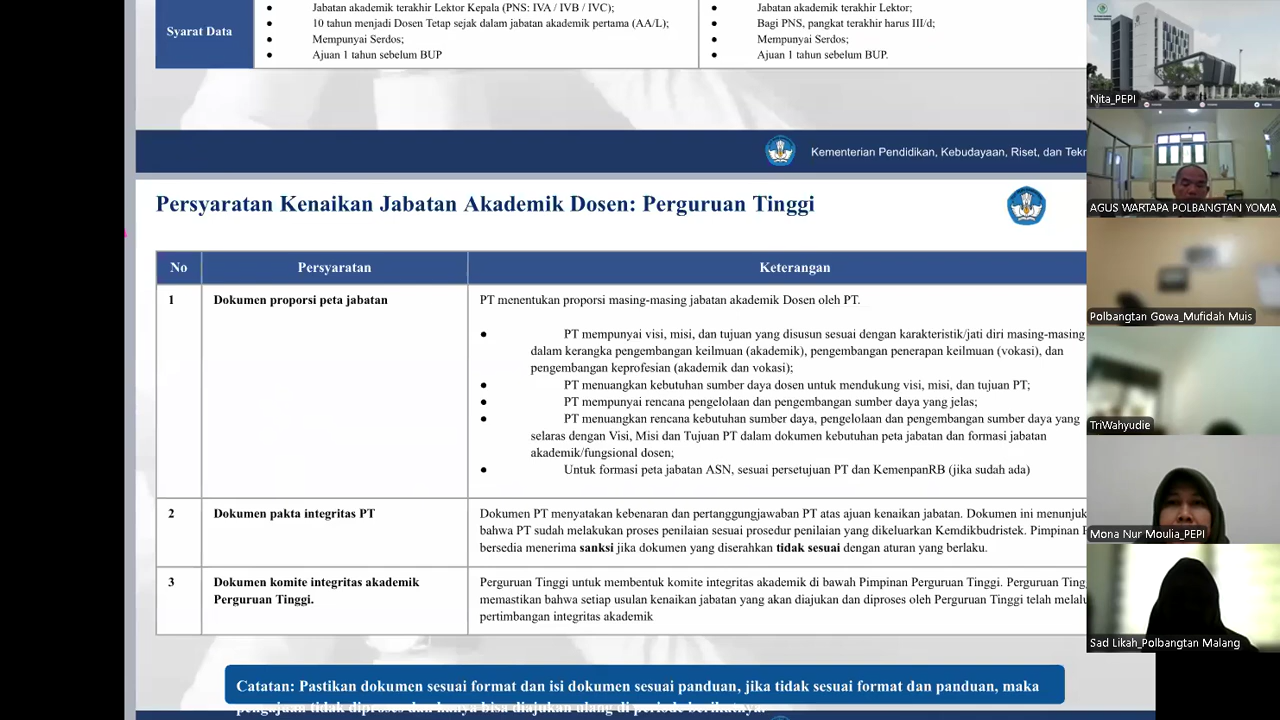 Syarat Data
● Jabatan akademik terakhir Lektor Kepala (PNS: IVA / IVB / IVC);
● 10 tahun menjadi Dosen Tetap sejak dalam jabatan akademik pertama (AA/L);
● Mempunyai Serdos;
● Ajuan 1 tahun sebelum BUP
● Jabatan akademik terakhir Lektor;
● Bagi PNS, pangkat terakhir harus III/d;
● Mempunyai Serdos;
● Ajuan 1 tahun sebelum BUP.
Kementerian Pendidikan, Kebudayaan, Riset, dan Tekn
Persyaratan Kenaikan Jabatan Akademik Dosen: Perguruan Tinggi
No Persyaratan Keterangan
1 Dokumen proporsi peta jabatan
PT menentukan proporsi masing-masing jabatan akademik Dosen oleh PT.
● PT mempunyai visi, misi, dan tujuan yang disusun sesuai dengan karakteristik/jati diri masing-masing
dalam kerangka pengembangan keilmuan (akademik), pengembangan penerapan keilmuan (vokasi), dan
pengembangan keprofesian (akademik dan vokasi);
● PT menuangkan kebutuhan sumber daya dosen untuk mendukung visi, misi, dan tujuan PT;
● PT mempunyai rencana pengelolaan dan pengembangan sumber daya yang jelas;
● PT menuangkan rencana kebutuhan sumber daya, pengelolaan dan pengembangan sumber daya yang
selaras dengan Visi, Misi dan Tujuan PT dalam dokumen kebutuhan peta jabatan dan formasi jabatan
akademik/fungsional dosen;
● Untuk formasi peta jabatan ASN, sesuai persetujuan PT dan KemenpanRB (jika sudah ada)
2 Dokumen pakta integritas PT
Dokumen PT menyatakan kebenaran dan pertanggungjawaban PT atas ajuan kenaikan jabatan. Dokumen ini menunjuk
bahwa PT sudah melakukan proses penilaian sesuai prosedur penilaian yang dikeluarkan Kemdikbudristek. Pimpinan P
bersedia menerima sanksi jika dokumen yang diserahkan tidak sesuai dengan aturan yang berlaku.
3 Dokumen komite integritas akademik
Perguruan Tinggi.
Perguruan Tinggi untuk membentuk komite integritas akademik di bawah Pimpinan Perguruan Tinggi. Perguruan Ting
memastikan bahwa setiap usulan kenaikan jabatan yang akan diajukan dan diproses oleh Perguruan Tinggi telah melalu
pertimbangan integritas akademik
Catatan: Pastikan dokumen sesuai format dan isi dokumen sesuai panduan, jika tidak sesuai format dan panduan, maka
pengajuan tidak diproses dan hanya bisa diajukan ulang di periode berikutnya.
Nita_PEPI
AGUS WARTAPA POLBANGTAN YOMA
Polbangtan Gowa_Mufidah Muis
TriWahyudie
Mona Nur Moulia_PEPI
Sad Likah_Polbangtan Malang